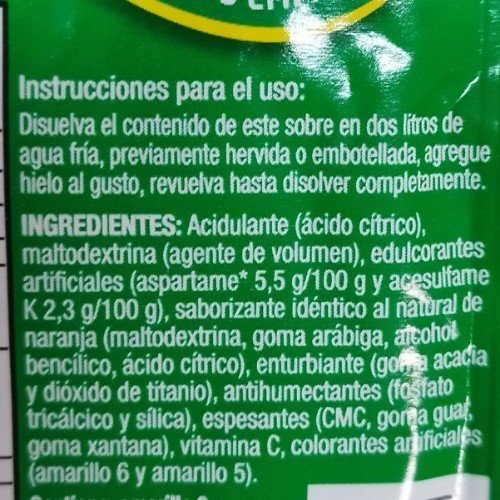 Instrucciones para el uso:
Disuelva el contenido de este sobre en dos litros de
agua fría, previamente hervida o embotellada, agregue
hielo al gusto, revuelva hasta disolver completamente.
INGREDIENTES: Acidulante (ácido cítrico),
maltodextrina (agente de volumen), edulcorantes
artificiales (aspartame* 5,5 g/100 g y acesulfame
K 2,3 g/100 g), saborizante idéntico al natural de
naranja (maltodextrina, goma arábiga, alcohol
bencílico, ácido cítrico), enturbiante (goma acacia
y dióxido de titanio), antihumectantes (fosfato
tricálcico y sílica), espesantes (CMC, goma guar,
goma xantana), vitamina C, colorantes artificiales
(amarillo 6 y amarillo 5).